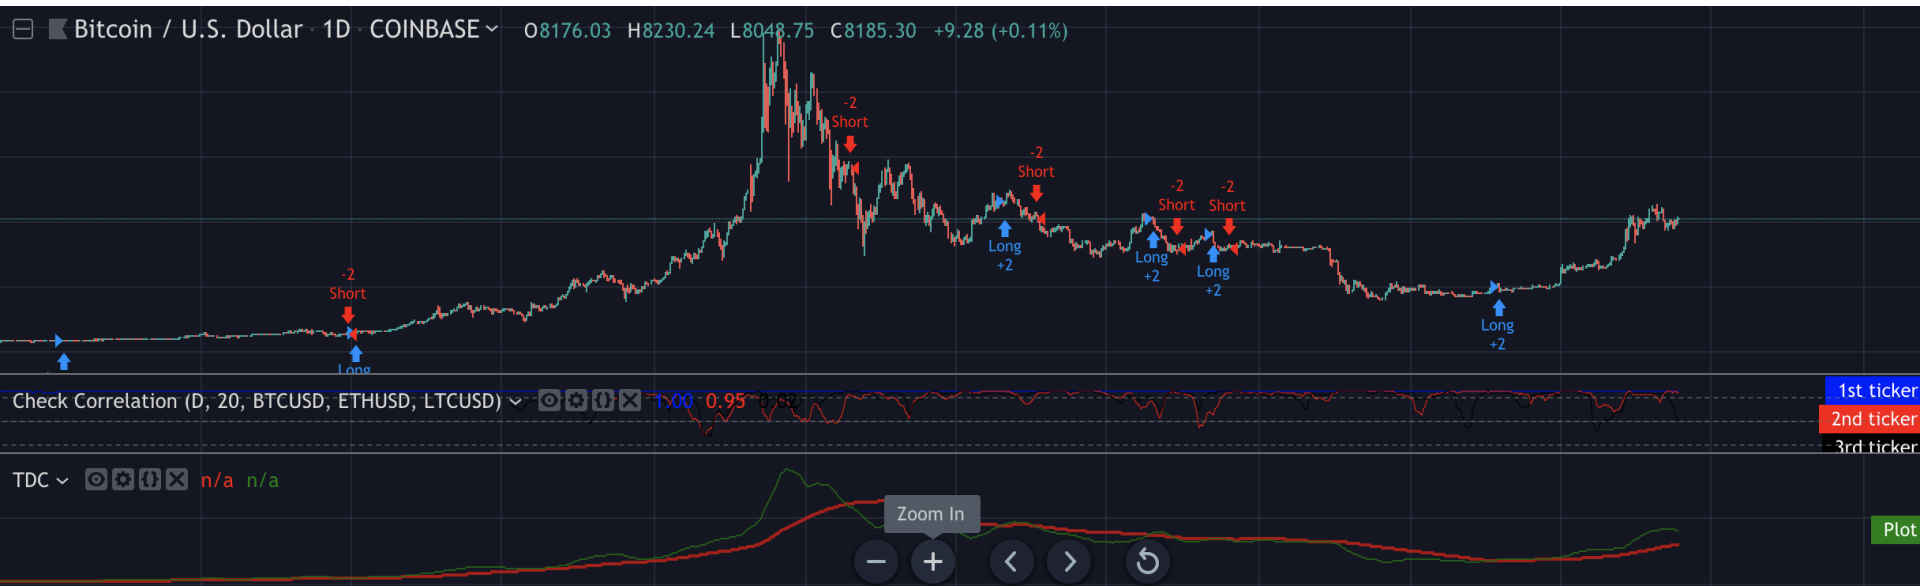 Bitcoin / U.S. Dollar · 1D · COINBASE O8176.03 H8230.24 L8048.75 C8185.30 +9.28 (+0.11%)
-2
Short
-2
Short
-2
Short
-2
Short
-2
Short
Long
+2
Long
+2
Long
+2
Long
+2
Long
Check Correlation (D, 20, BTCUSD, ETHUSD, LTCUSD) 1.00 0.95
1st ticker
2nd ticker
3rd ticker
TDC n/a n/a
Zoom In
Plot